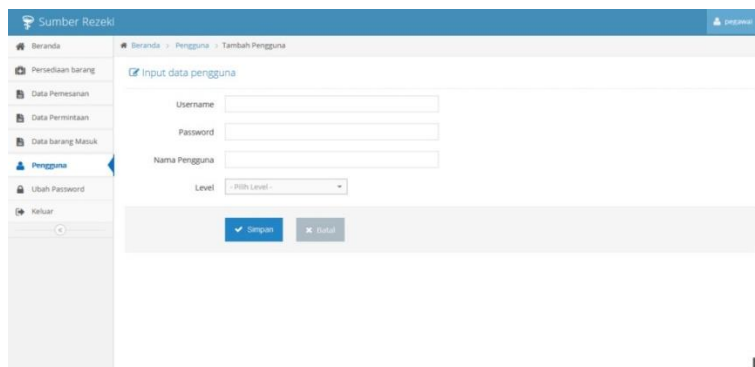 Sumber Rezeki
pegawai
Beranda
Persediaan barang
Data Pemesanan
Data Permintaan
Data barang Masuk
Pengguna
Ubah Password
Keluar
Beranda > Pengguna > Tambah Pengguna
Input data pengguna
Username
Password
Nama Pengguna
Level - Pilih Level -
Simpan Batal